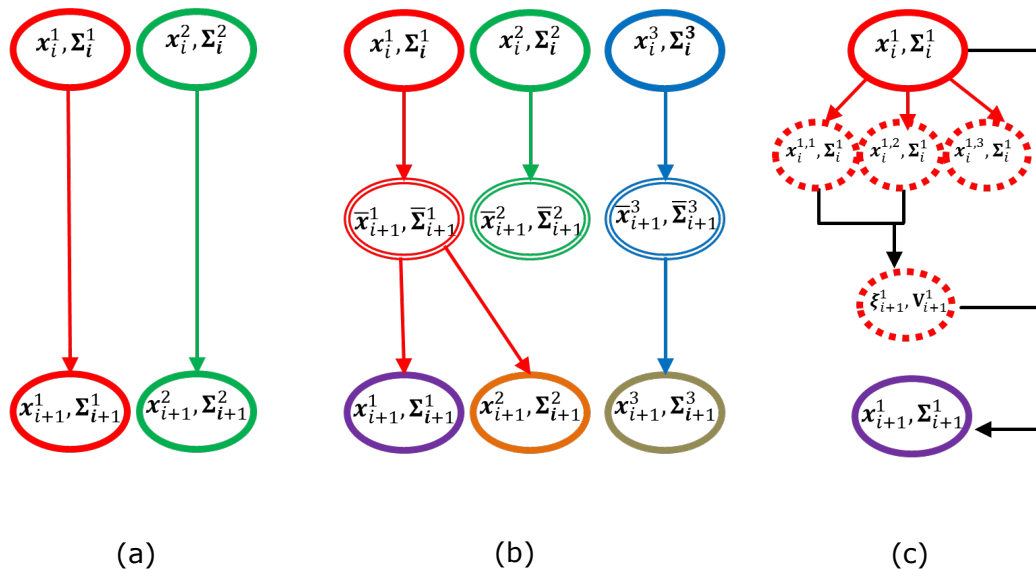 x_i^1, Σ_i^1
x_i^2, Σ_i^2
x_{i+1}^1, Σ_{i+1}^1
x_{i+1}^2, Σ_{i+1}^2
(a)
x_i^1, Σ_i^1
x_i^2, Σ_i^2
x_i^3, Σ_i^3
x̅_{i+1}^1, Σ̅_{i+1}^1
x̅_{i+1}^2, Σ̅_{i+1}^2
x̅_{i+1}^3, Σ̅_{i+1}^3
x_{i+1}^1, Σ_{i+1}^1
x_{i+1}^2, Σ_{i+1}^2
x_{i+1}^3, Σ_{i+1}^3
(b)
x_i^1, Σ_i^1
x_i^{1,1}, Σ_i^1
x_i^{1,2}, Σ_i^1
x_i^{1,3}, Σ_i^1
ξ_{i+1}^1, V_{i+1}^1
x_{i+1}^1, Σ_{i+1}^1
(c)